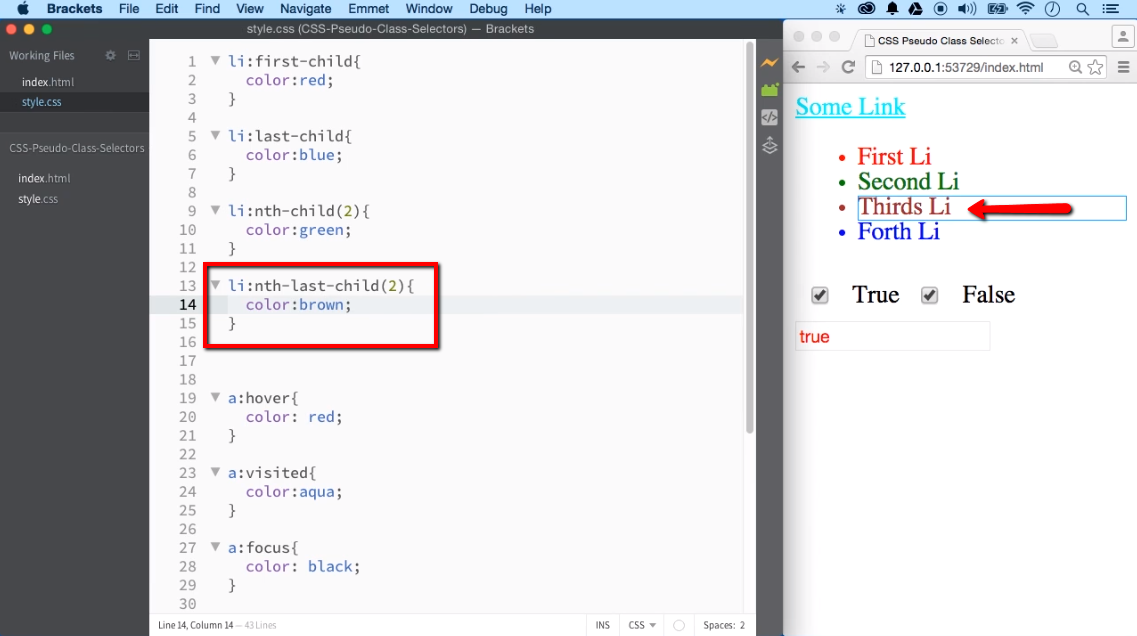 Brackets File Edit Find View Navigate Emmet Window Debug Help
style.css (CSS-Pseudo-Class-Selectors) — Brackets
Working Files
index.html
style.css
CSS-Pseudo-Class-Selectors
index.html
style.css
1 li:first-child{
2 color:red;
3 }
4
5 li:last-child{
6 color:blue;
7 }
8
9 li:nth-child(2){
10 color:green;
11 }
12
13 li:nth-last-child(2){
14 color:brown;
15 }
16
17
18
19 a:hover{
20 color: red;
21 }
22
23 a:visited{
24 color:aqua;
25 }
26
27 a:focus{
28 color: black;
29 }
30
Line 14, Column 14 — 43 Lines
INS CSS Spaces: 2
CSS Pseudo Class Selecto
127.0.0.1:53729/index.html
Some Link
• First Li
• Second Li
• Thirds Li
• Forth Li
True False
true